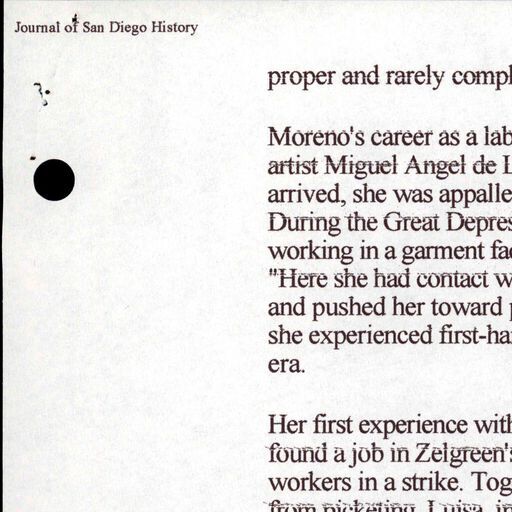 Journal of San Diego History
proper and rarely compl
Moreno's career as a lab
artist Miguel Angel de L
arrived, she was appalle
During the Great Depres
working in a garment fac
"Here she had contact w
and pushed her toward p
she experienced first-ha
era.
Her first experience with
found a job in Zelgreen's
workers in a strike. Tog
from picketing. Luisa, in